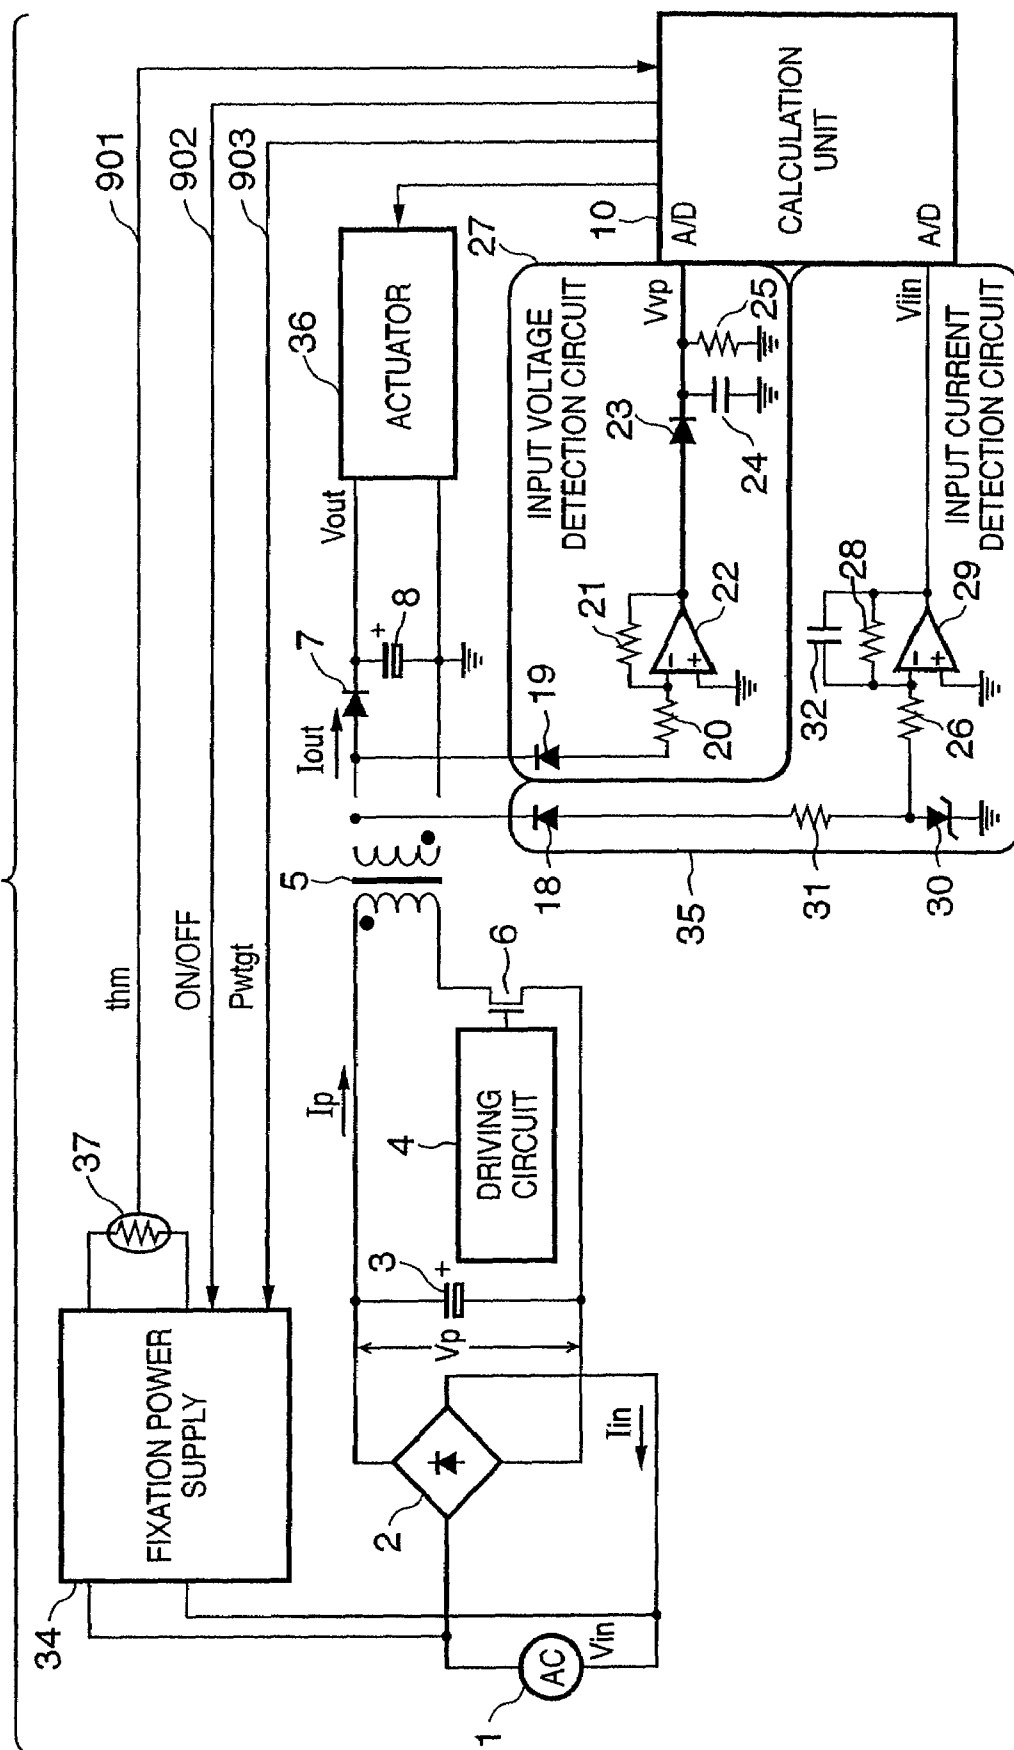 34
FIXATION POWER
SUPPLY
37
thm
ON/OFF
Pwtgt
901
902
903
1
AC
Vin
2
Iin
Vp
3
+
4
DRIVING
CIRCUIT
Ip
6
5
Iout
7
8
+
Vout
36
ACTUATOR
10
A/D
CALCULATION
UNIT
A/D
27
INPUT VOLTAGE
DETECTION CIRCUIT
Vvp
19
20
21
22
−
+
23
24
25
35
18
31
30
26
32
28
29
−
+
Viin
INPUT CURRENT
DETECTION CIRCUIT